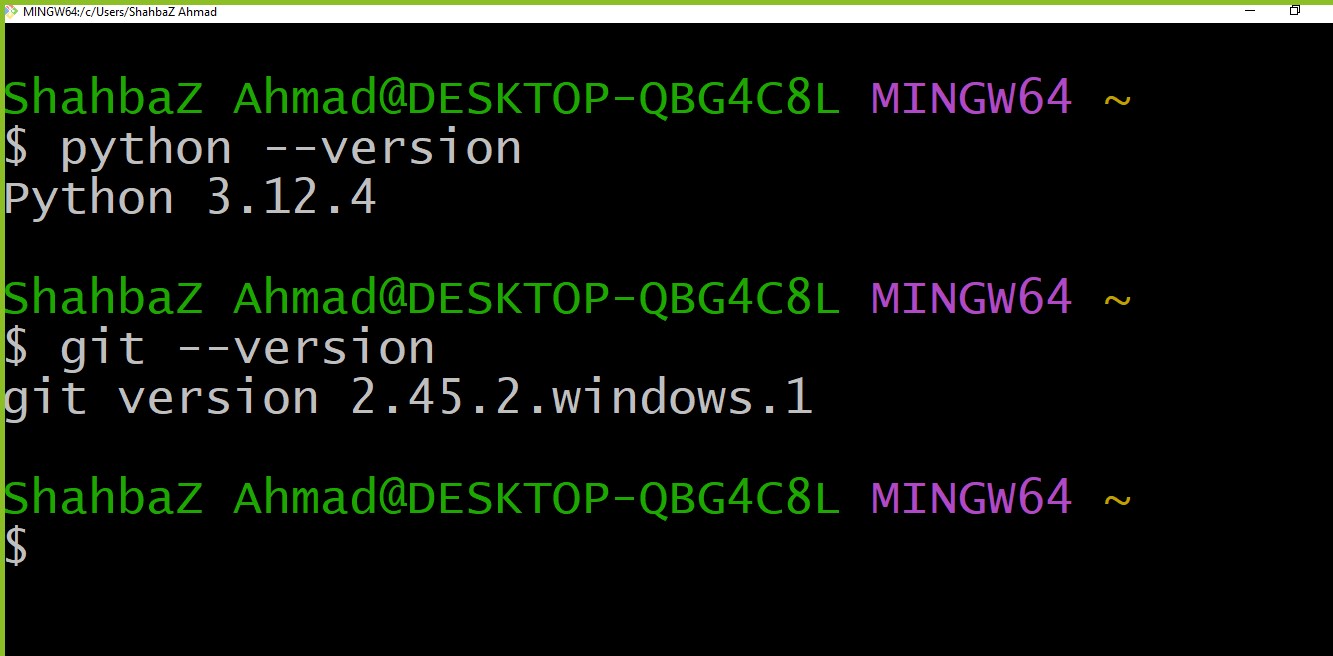 MINGW64:/c/Users/ShahbaZ Ahmad
ShahbaZ Ahmad@DESKTOP-QBG4C8L MINGW64 ~
$ python --version
Python 3.12.4
ShahbaZ Ahmad@DESKTOP-QBG4C8L MINGW64 ~
$ git --version
git version 2.45.2.windows.1
ShahbaZ Ahmad@DESKTOP-QBG4C8L MINGW64 ~
$